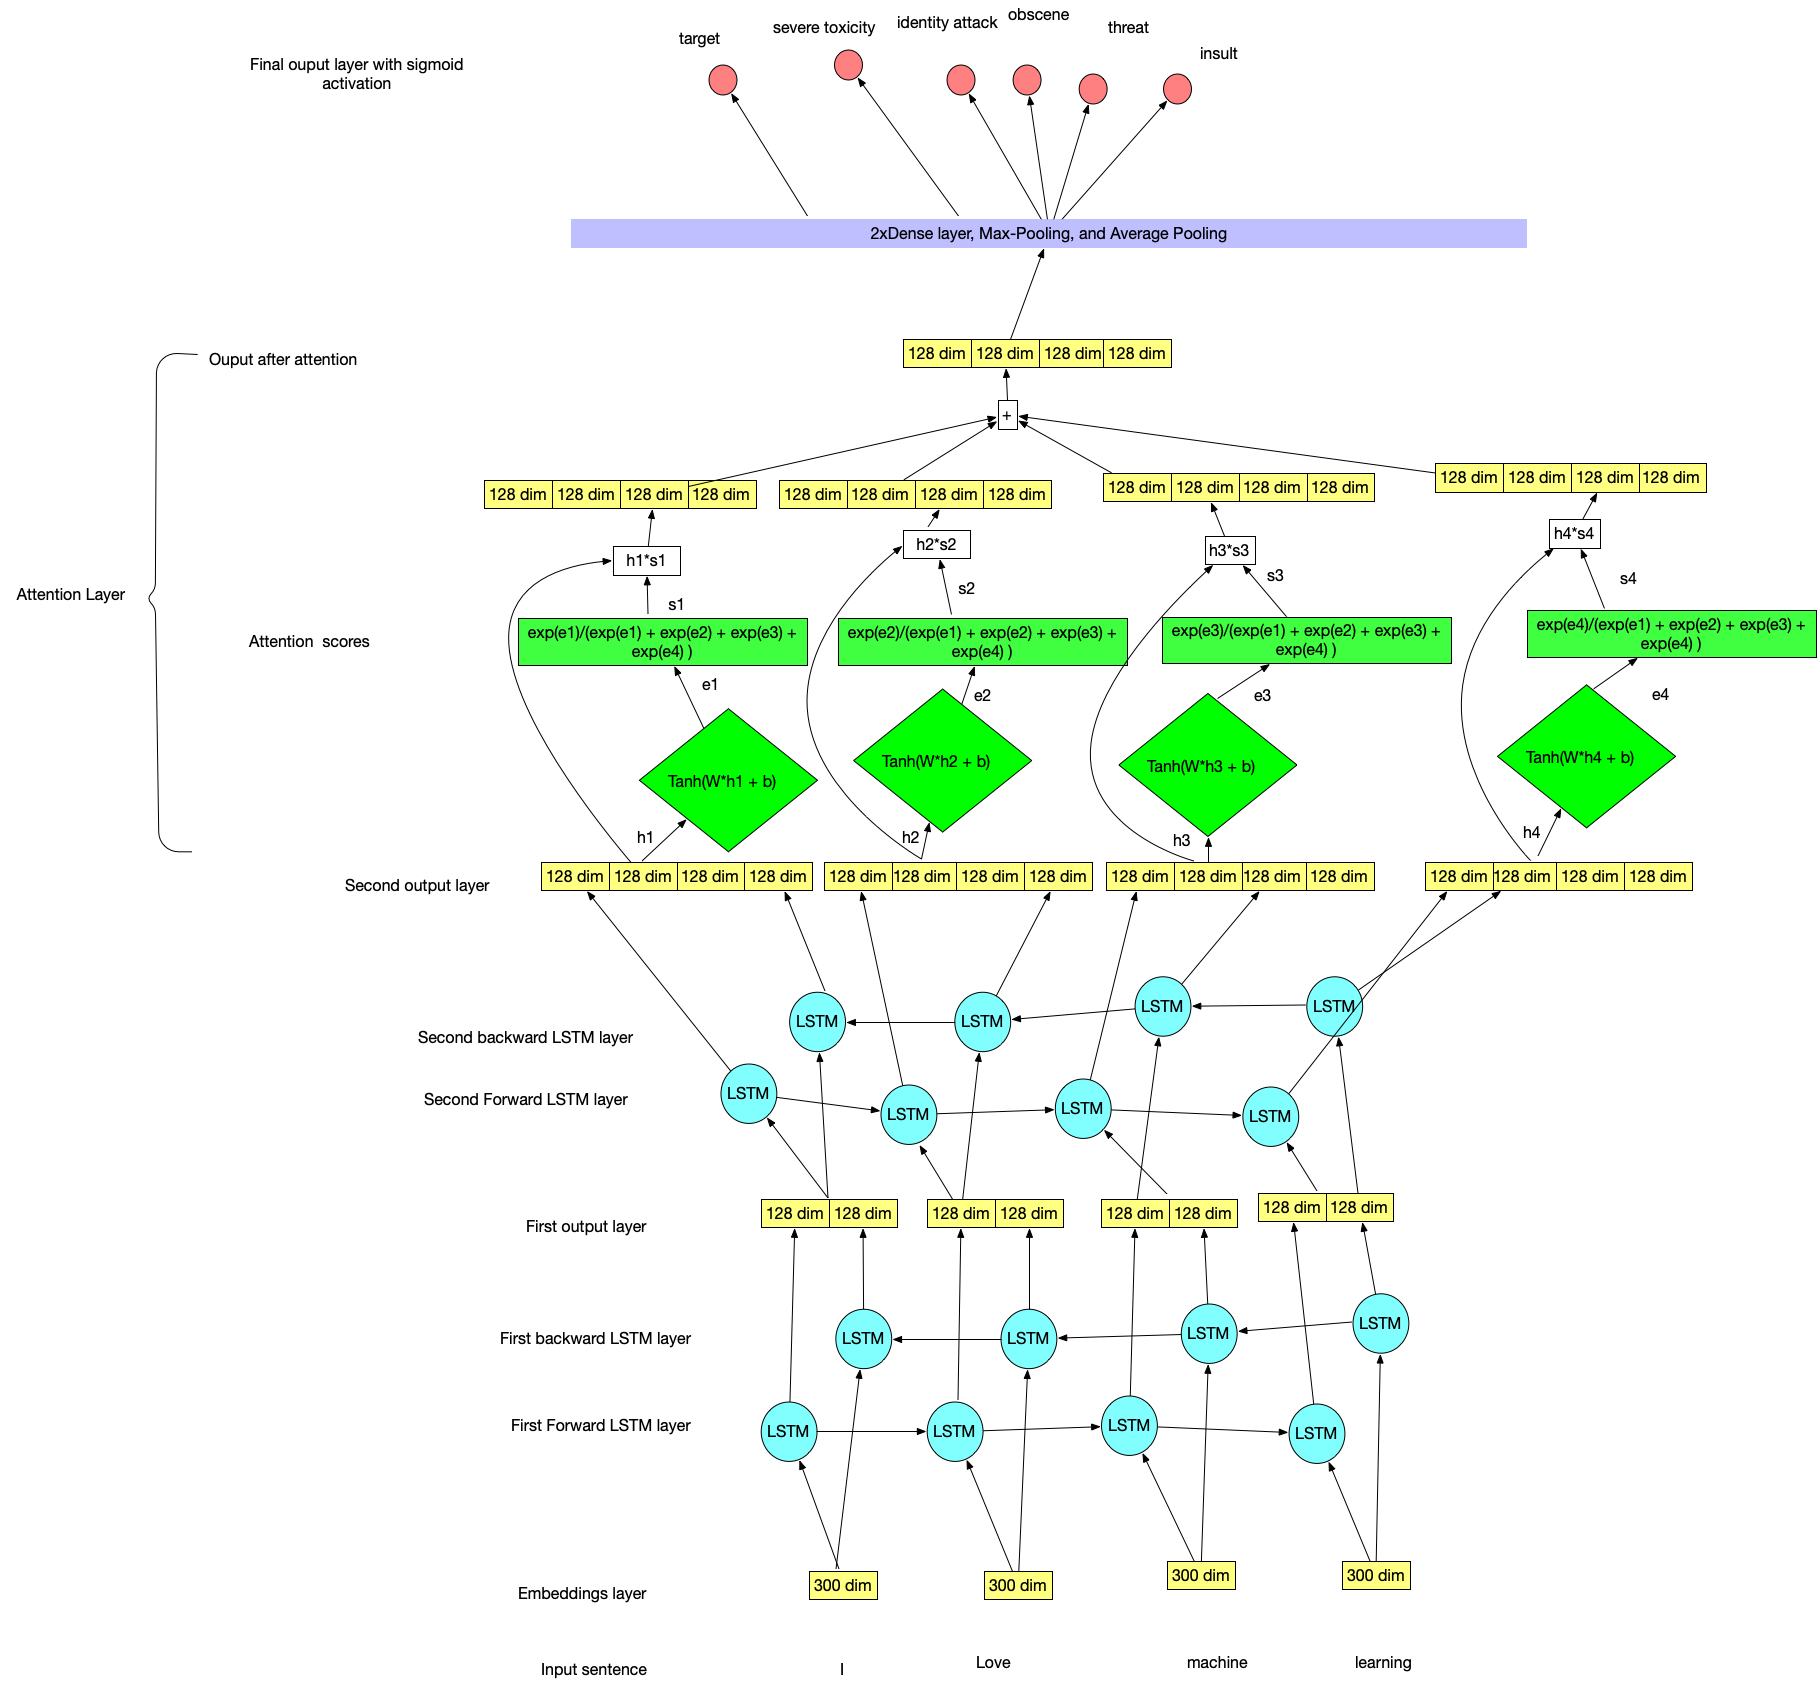 obscene
identity attack
severe toxicity
threat
target
insult
Final ouput layer with sigmoid
activation
2xDense layer, Max-Pooling, and Average Pooling
Ouput after attention
128 dim 128 dim 128 dim 128 dim
+
128 dim 128 dim 128 dim 128 dim
128 dim 128 dim 128 dim 128 dim
128 dim 128 dim 128 dim 128 dim
128 dim 128 dim 128 dim 128 dim
h1*s1
h2*s2
h3*s3
h4*s4
s1
s2
s3
s4
Attention Layer
Attention  scores
exp(e1)/(exp(e1) + exp(e2) + exp(e3) +
exp(e4) )
exp(e2)/(exp(e1) + exp(e2) + exp(e3) +
exp(e4) )
exp(e3)/(exp(e1) + exp(e2) + exp(e3) +
exp(e4) )
exp(e4)/(exp(e1) + exp(e2) + exp(e3) +
exp(e4) )
e1
e2
e3
e4
Tanh(W*h1 + b)
Tanh(W*h2 + b)
Tanh(W*h3 + b)
Tanh(W*h4 + b)
h1
h2
h3
h4
Second output layer
128 dim 128 dim 128 dim 128 dim
128 dim 128 dim 128 dim 128 dim
128 dim 128 dim 128 dim 128 dim
128 dim 128 dim 128 dim 128 dim
Second backward LSTM layer
LSTM
LSTM
LSTM
LSTM
Second Forward LSTM layer
LSTM
LSTM
LSTM
LSTM
First output layer
128 dim 128 dim
128 dim 128 dim
128 dim 128 dim
128 dim 128 dim
First backward LSTM layer
LSTM
LSTM
LSTM
LSTM
First Forward LSTM layer
LSTM
LSTM
LSTM
LSTM
Embeddings layer
300 dim
300 dim
300 dim
300 dim
Input sentence
I
Love
machine
learning